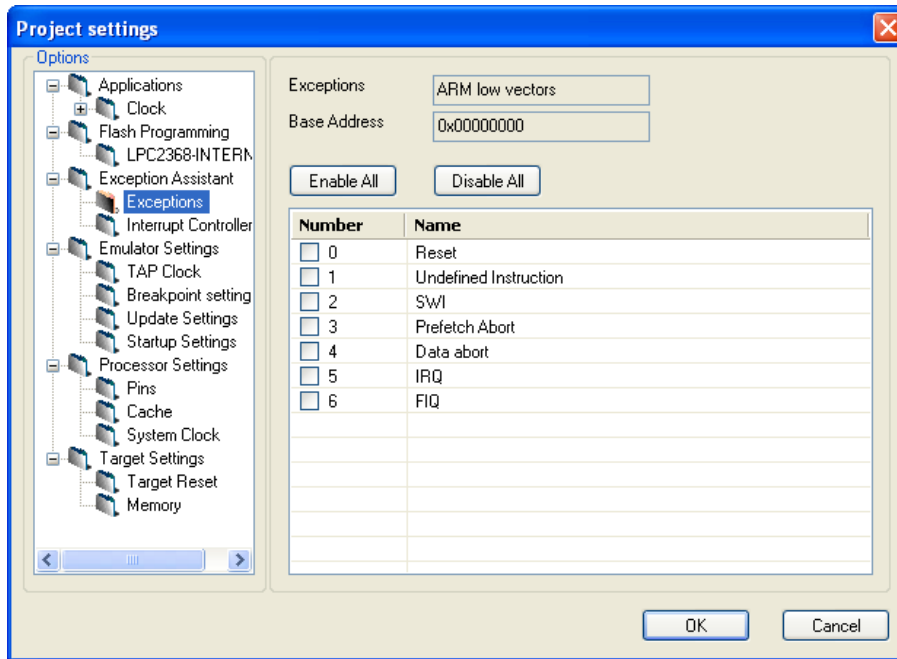 Project settings
Options
Applications
Clock
Flash Programming
LPC2368-INTERN
Exception Assistant
Exceptions
Interrupt Controller
Emulator Settings
TAP Clock
Breakpoint setting
Update Settings
Startup Settings
Processor Settings
Pins
Cache
System Clock
Target Settings
Target Reset
Memory
Exceptions ARM low vectors
Base Address 0x00000000
Enable All Disable All
Number Name
0 Reset
1 Undefined Instruction
2 SWI
3 Prefetch Abort
4 Data abort
5 IRQ
6 FIQ
OK Cancel